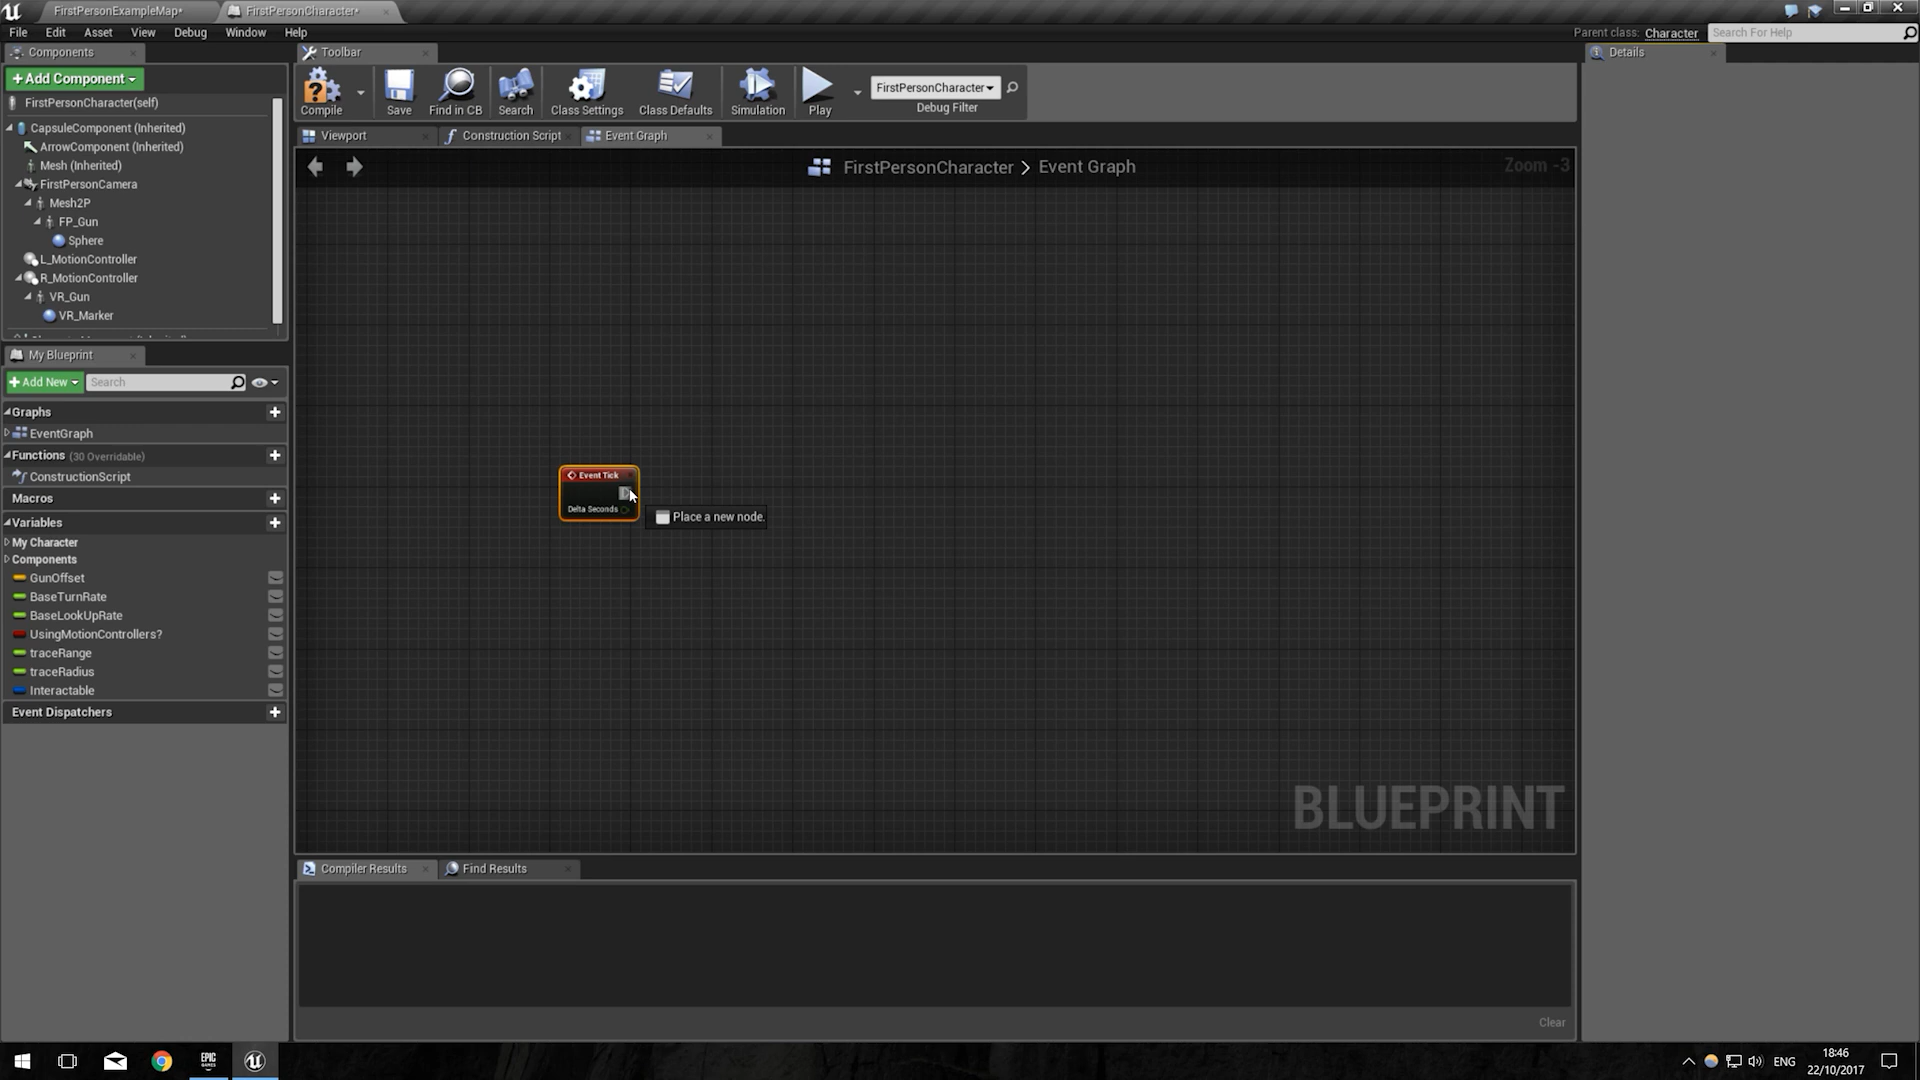 FirstPersonExampleMap*
FirstPersonCharacter*
File Edit Asset View Debug Window Help
Parent class: Character
Search For Help
Components
Toolbar
Details
+Add Component
FirstPersonCharacter(self)
CapsuleComponent (Inherited)
ArrowComponent (Inherited)
Mesh (Inherited)
FirstPersonCamera
Mesh2P
FP_Gun
Sphere
L_MotionController
R_MotionController
VR_Gun
VR_Marker
Compile
Save
Find in CB
Search
Class Settings
Class Defaults
Simulation
Play
FirstPersonCharacter
Debug Filter
Viewport
Construction Script
Event Graph
FirstPersonCharacter > Event Graph
Zoom -3
My Blueprint
+Add New
Search
Graphs
EventGraph
Functions (30 Overridable)
ConstructionScript
Macros
Variables
My Character
Components
GunOffset
BaseTurnRate
BaseLookUpRate
UsingMotionControllers?
traceRange
traceRadius
Interactable
Event Dispatchers
Event Tick
Delta Seconds
Place a new node.
BLUEPRINT
Compiler Results
Find Results
Clear
EPIC
GAMES
ENG
18:46
22/10/2017